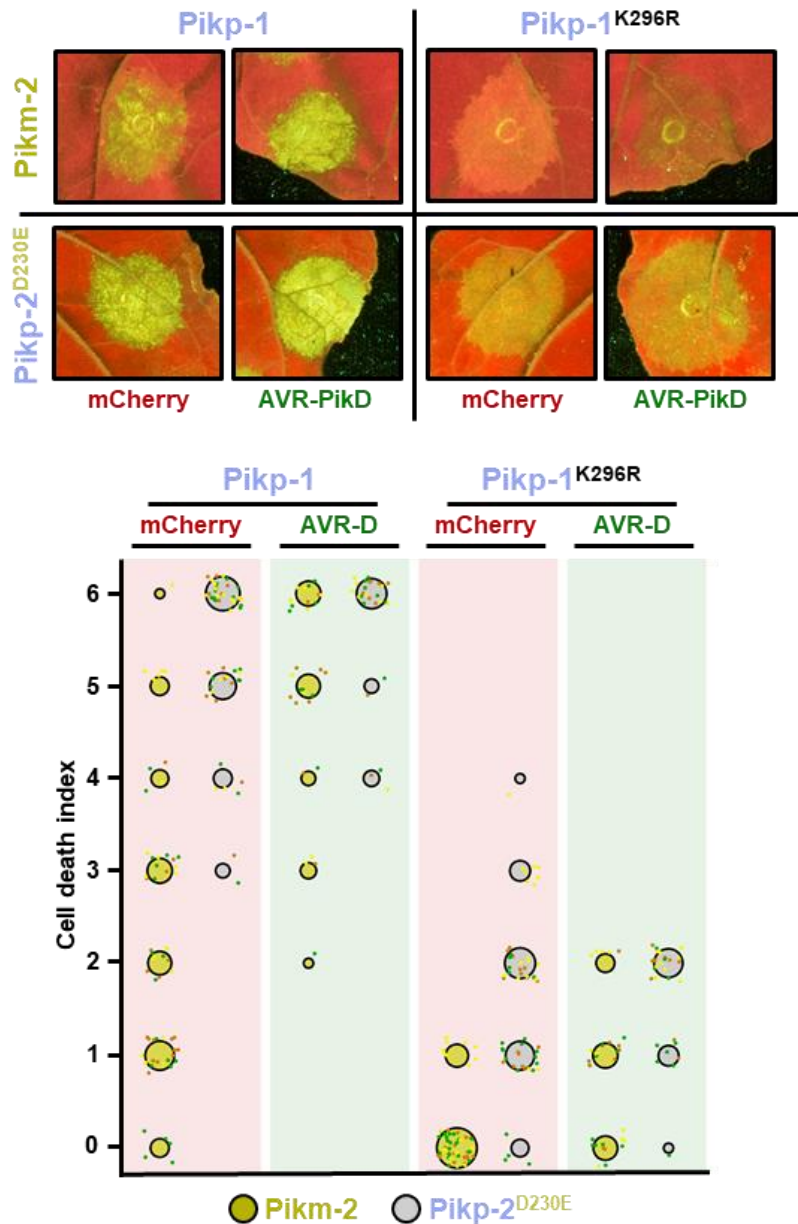 Pikp-1 Pikp-1K296R
Pikm-2
Pikp-2D230E
mCherry AVR-PikD mCherry AVR-PikD
Pikp-1 Pikp-1K296R
mCherry AVR-D mCherry AVR-D
Cell death index
6
5
4
3
2
1
0
Pikm-2 Pikp-2D230E